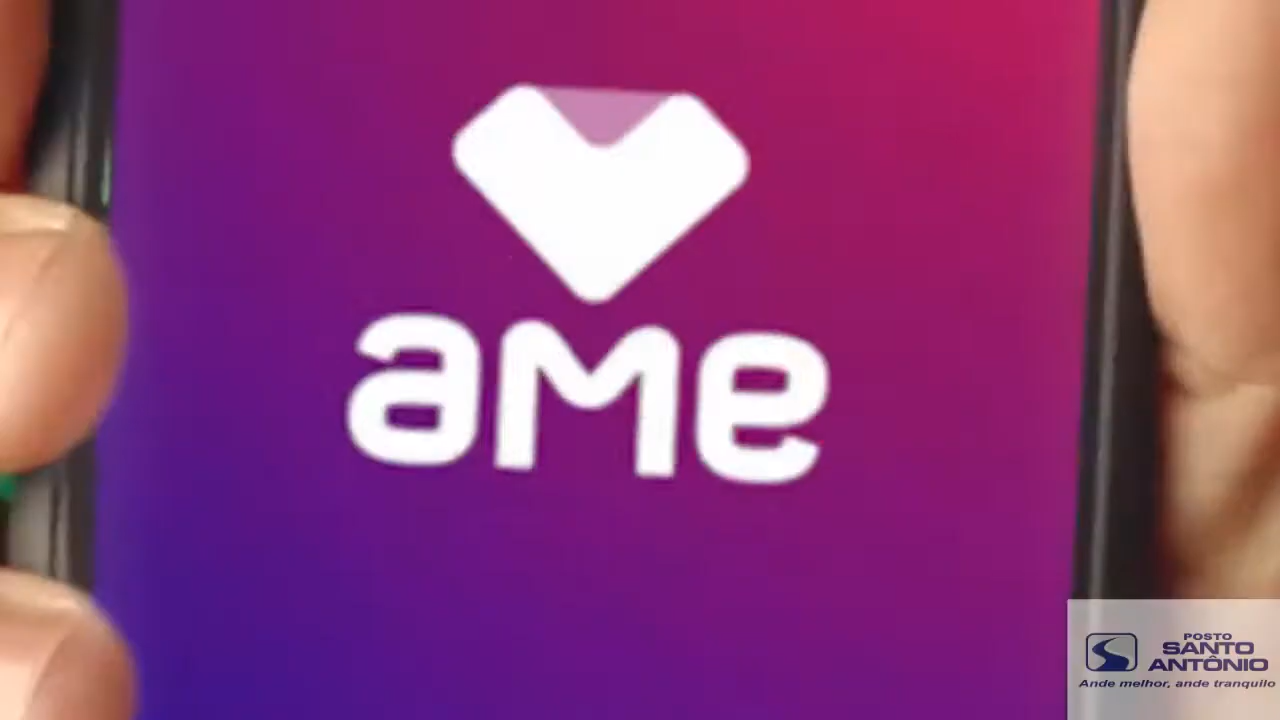 ame
POSTO
SANTO
ANTÔNIO
Ande melhor, ande tranquilo